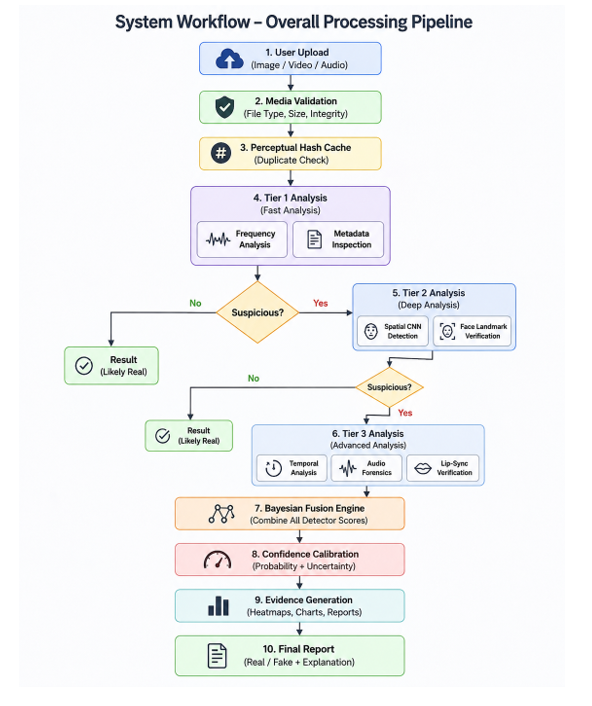 System Workflow – Overall Processing Pipeline
1. User Upload
(Image / Video / Audio)
2. Media Validation
(File Type, Size, Integrity)
#
3. Perceptual Hash Cache
(Duplicate Check)
4. Tier 1 Analysis
(Fast Analysis)
Frequency
Analysis
Metadata
Inspection
Suspicious?
No
Yes
Result
(Likely Real)
5. Tier 2 Analysis
(Deep Analysis)
Spatial CNN
Detection
Face Landmark
Verification
Suspicious?
No
Yes
Result
(Likely Real)
6. Tier 3 Analysis
(Advanced Analysis)
Temporal
Analysis
Audio
Forensics
Lip-Sync
Verification
7. Bayesian Fusion Engine
(Combine All Detector Scores)
8. Confidence Calibration
(Probability + Uncertainty)
9. Evidence Generation
(Heatmaps, Charts, Reports)
10. Final Report
(Real / Fake + Explanation)